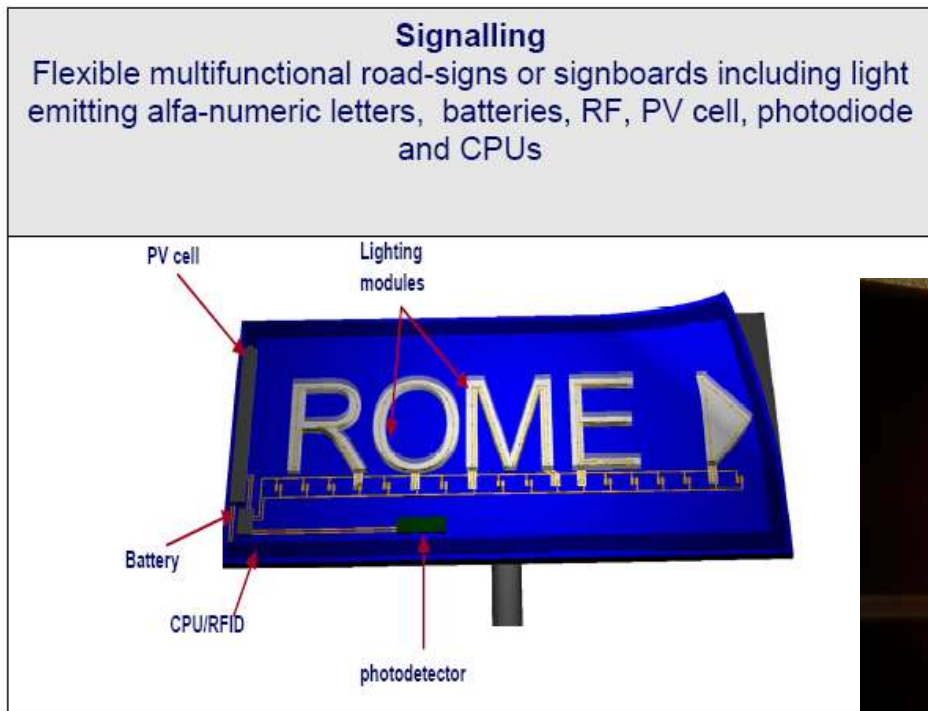 Signalling
Flexible multifunctional road-signs or signboards including light
emitting alfa-numeric letters, batteries, RF, PV cell, photodiode
and CPUs
PV cell
Lighting
modules
ROME
Battery
CPU/RFID
photodetector